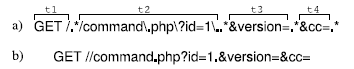 t1 t2 t3 t4
a) GET /.*/command\.php\?id=1\..*&version=.*&cc=.*
b) GET //command.php?id=1.&version=&cc=